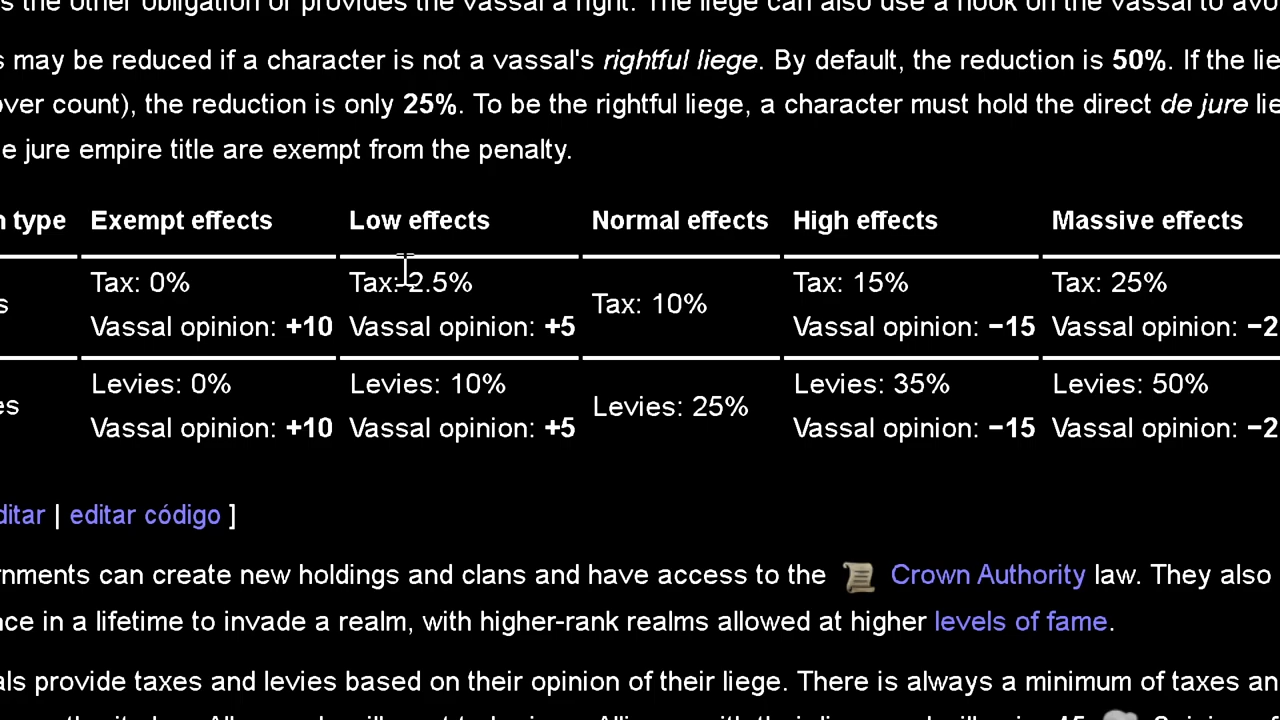 s the other obligation or provides the vassal a right. The liege can also use a hook on the vassal to avo
s may be reduced if a character is not a vassal's rightful liege. By default, the reduction is 50%. If the lie
over count), the reduction is only 25%. To be the rightful liege, a character must hold the direct de jure lie
e jure empire title are exempt from the penalty.
n type Exempt effects Low effects Normal effects High effects Massive effects
Tax: 0% Tax: 2.5% Tax: 15% Tax: 25%
s Tax: 10%
Vassal opinion: +10 Vassal opinion: +5 Vassal opinion: −15 Vassal opinion: −2
Levies: 0% Levies: 10% Levies: 35% Levies: 50%
es Levies: 25%
Vassal opinion: +10 Vassal opinion: +5 Vassal opinion: −15 Vassal opinion: −2
ditar | editar código ]
rnments can create new holdings and clans and have access to the Crown Authority law. They also
nce in a lifetime to invade a realm, with higher-rank realms allowed at higher levels of fame.
als provide taxes and levies based on their opinion of their liege. There is always a minimum of taxes an